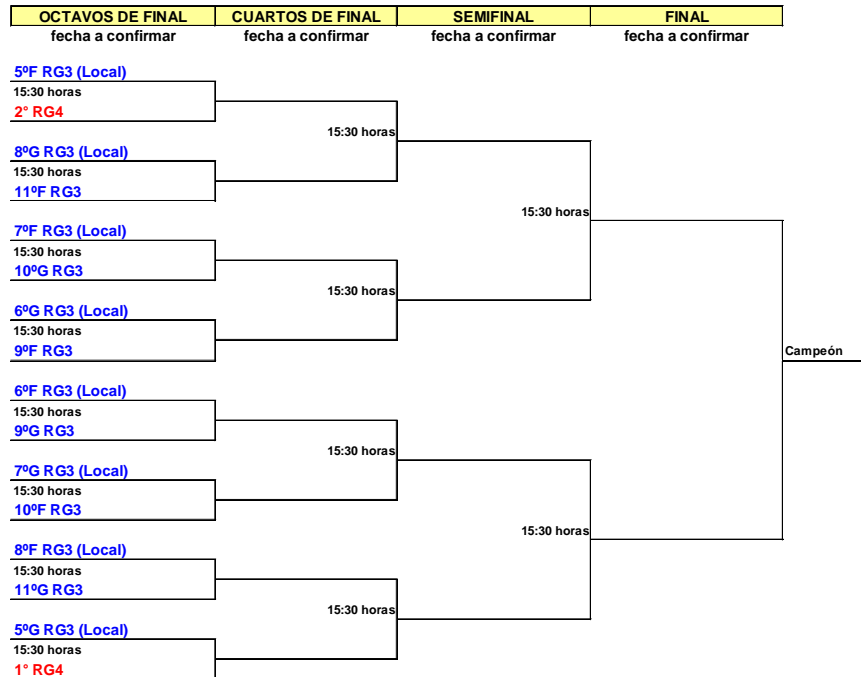 OCTAVOS DE FINAL CUARTOS DE FINAL SEMIFINAL FINAL
fecha a confirmar fecha a confirmar fecha a confirmar fecha a confirmar
5ºF RG3 (Local)
15:30 horas
2° RG4
15:30 horas
8ºG RG3 (Local)
15:30 horas
11ºF RG3
15:30 horas
7ºF RG3 (Local)
15:30 horas
10ºG RG3
15:30 horas
6ºG RG3 (Local)
15:30 horas
9ºF RG3
Campeón
6ºF RG3 (Local)
15:30 horas
9ºG RG3
15:30 horas
7ºG RG3 (Local)
15:30 horas
10ºF RG3
15:30 horas
8ºF RG3 (Local)
15:30 horas
11ºG RG3
15:30 horas
5ºG RG3 (Local)
15:30 horas
1° RG4